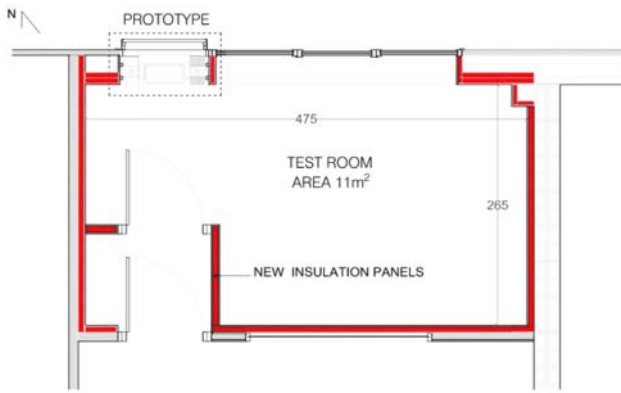 N
PROTOTYPE
475
TEST ROOM
AREA 11m²
265
NEW INSULATION PANELS